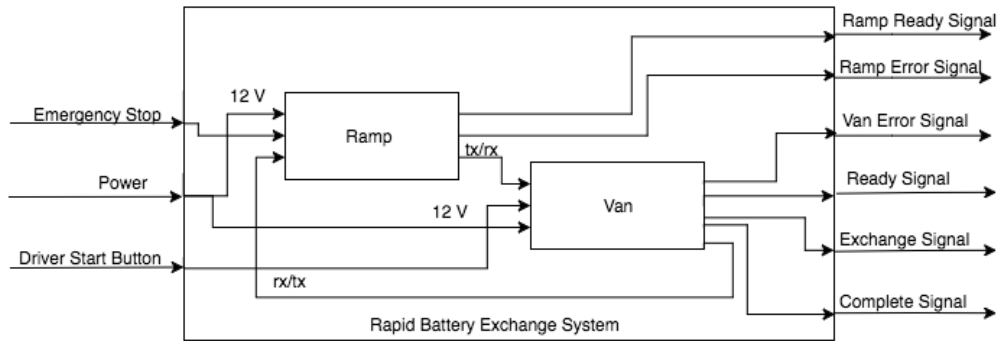 Ramp Ready Signal
Ramp Error Signal
12 V
Emergency Stop
Ramp
Van Error Signal
tx/rx
Power
Ready Signal
12 V
Van
Exchange Signal
Driver Start Button
rx/tx
Complete Signal
Rapid Battery Exchange System